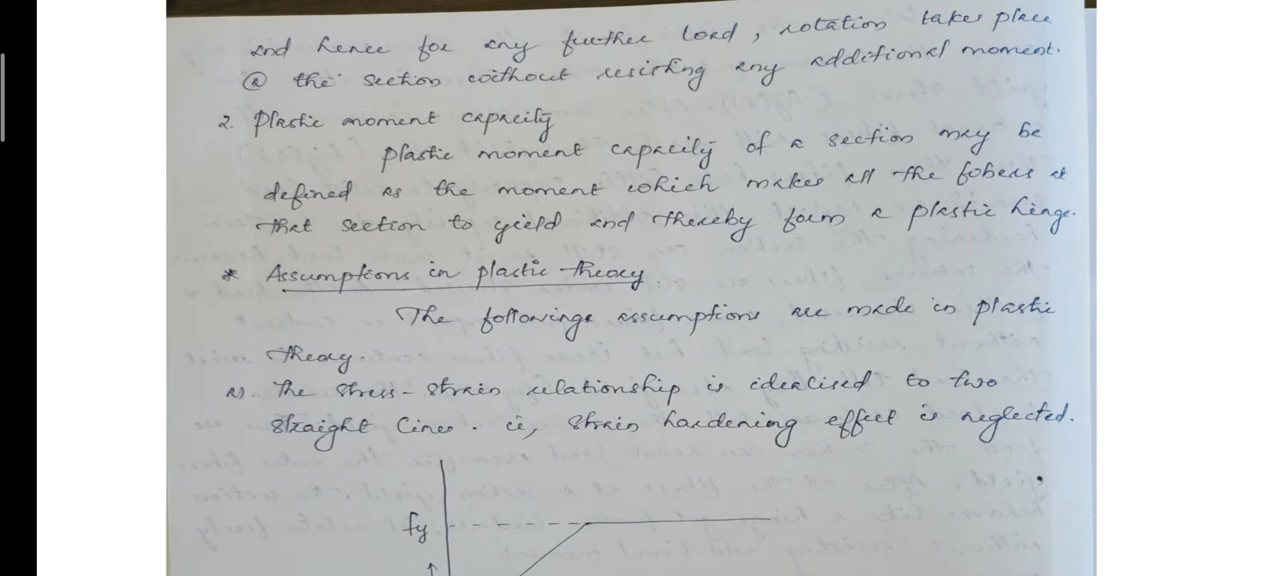 and hence for any further load, rotation takes place
@ the section without resisting any additional moment.
2. Plastic moment capacity
Plastic moment capacity of a section may be
defined as the moment which makes all the fobers at
that section to yield and thereby form a plastic hinge.
* Assumptions in plastic theory
The followings assumptions are made in plastic
theory.
a). The stress-strain relationship is idealised to two
straight lines. ie, strain hardening effect is neglected.
fy